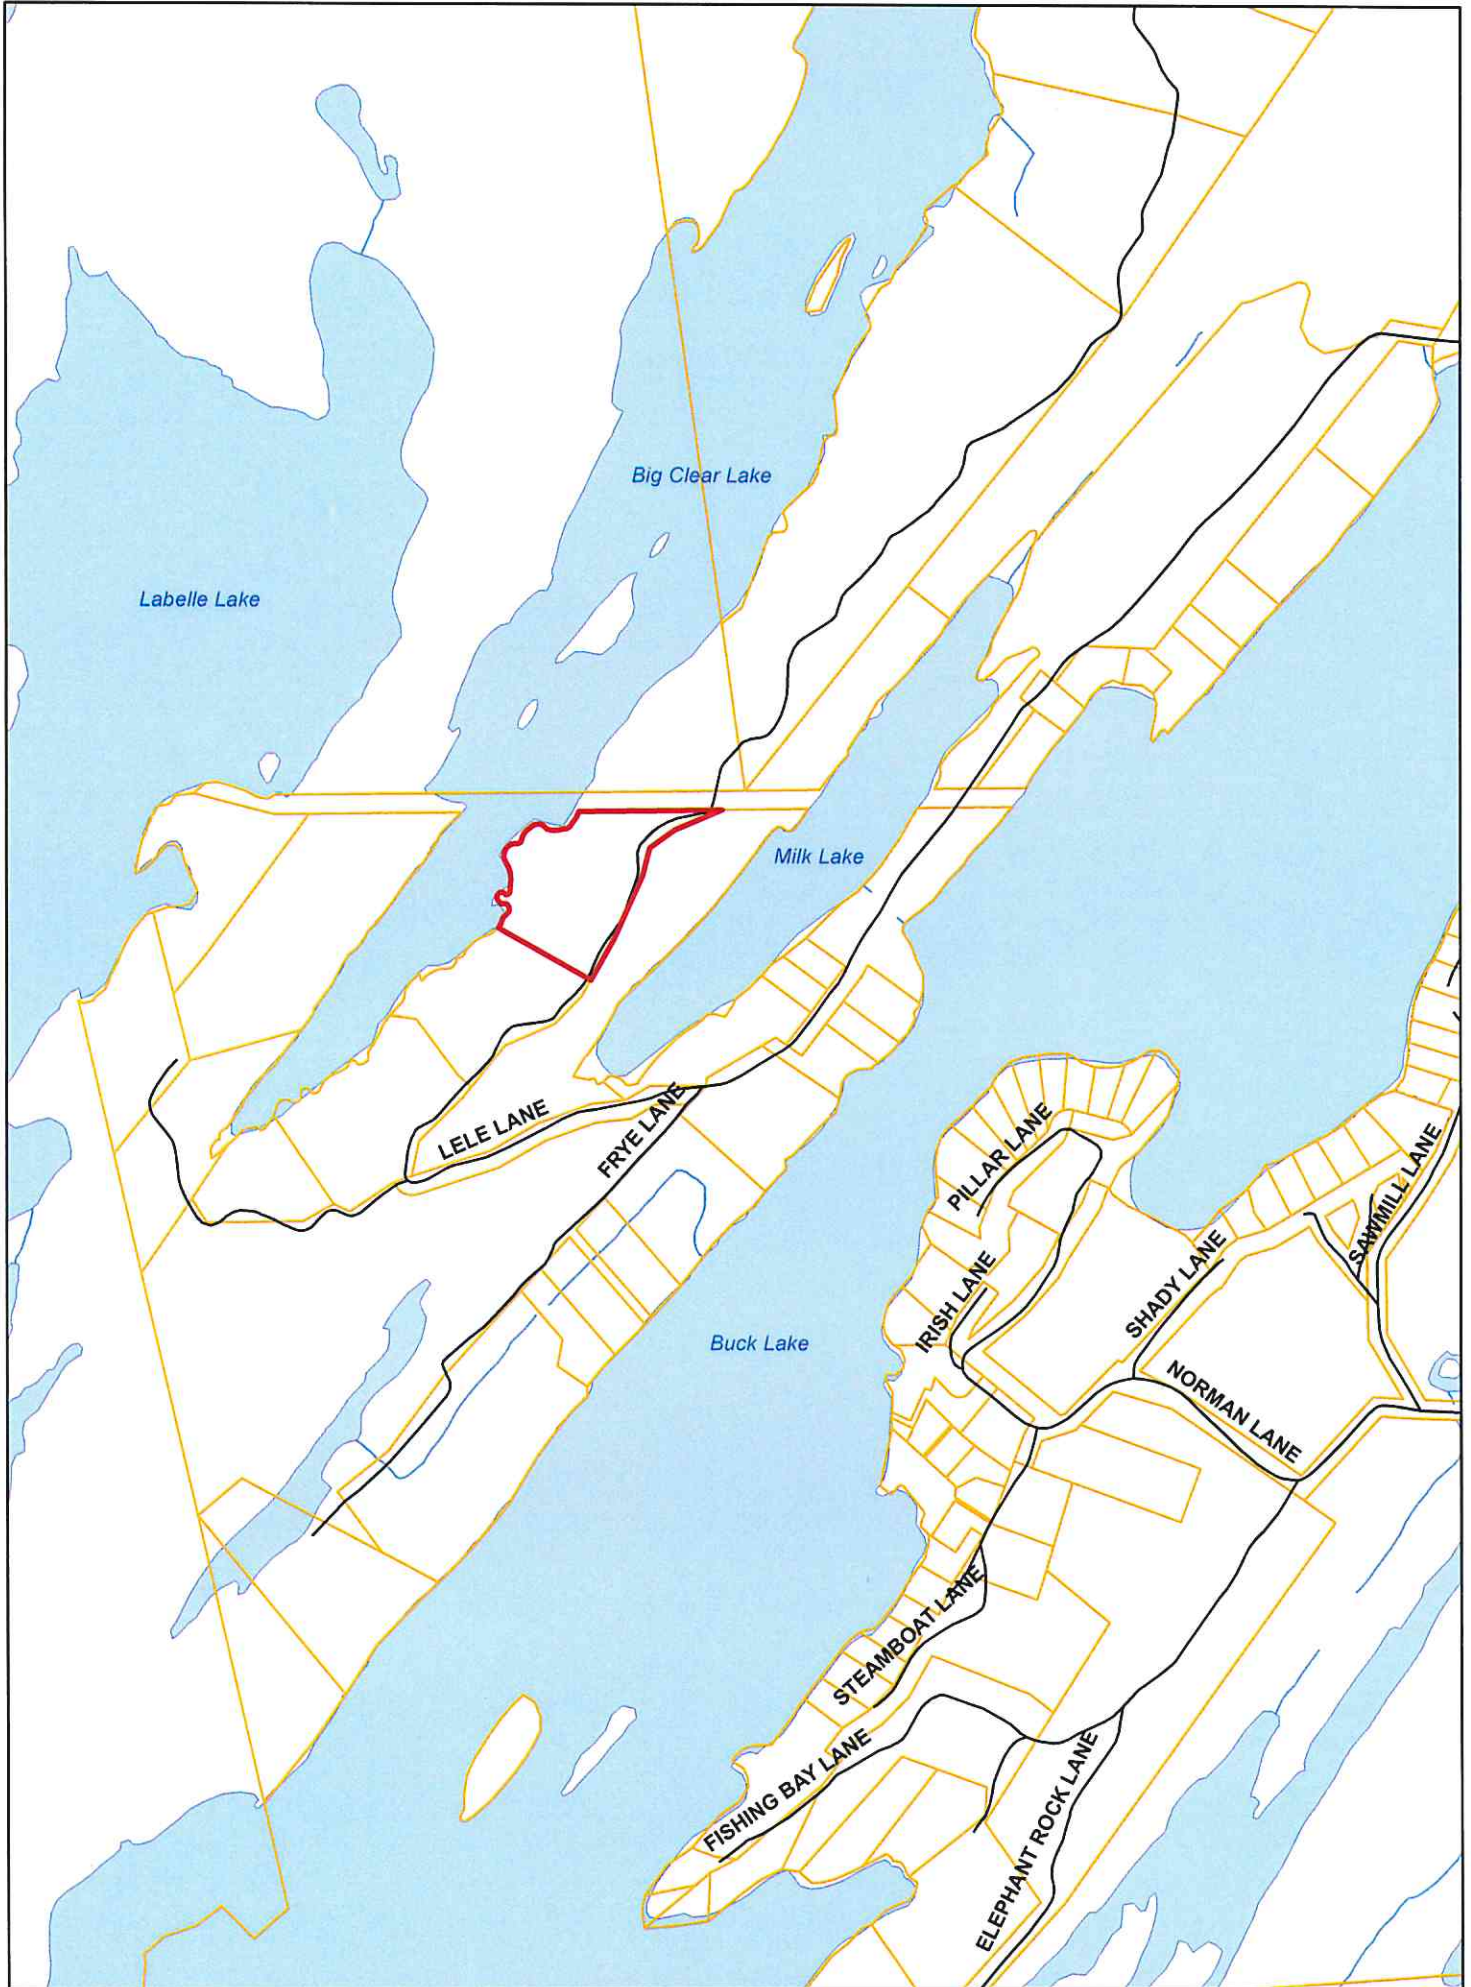 Big Clear Lake
Labelle Lake
Milk Lake
LELE LANE
FRYE LANE
PILLAR LANE
SAWMILL LANE
IRISH LANE
SHADY LANE
Buck Lake
NORMAN LANE
STEAMBOAT LANE
FISHING BAY LANE
ELEPHANT ROCK LANE